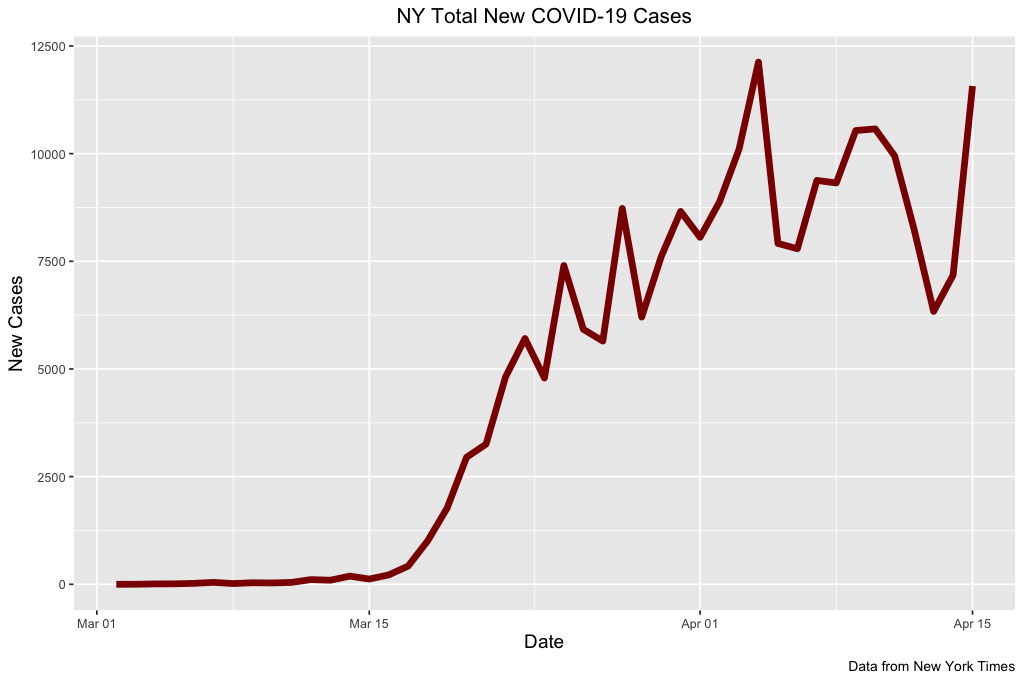 NY Total New COVID-19 Cases
12500
10000
7500
5000
2500
0
New Cases
Mar 01
Mar 15
Apr 01
Apr 15
Date
Data from New York Times